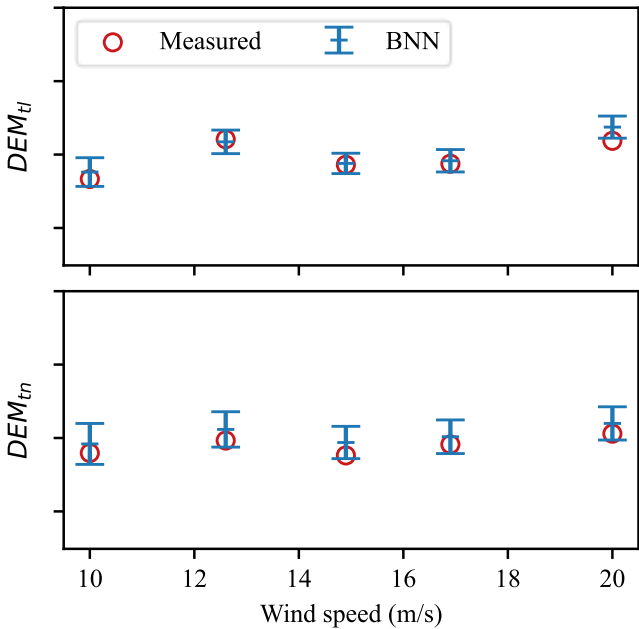 Measured BNN
DEM_tl
DEM_tn
10 12 14 16 18 20
Wind speed (m/s)